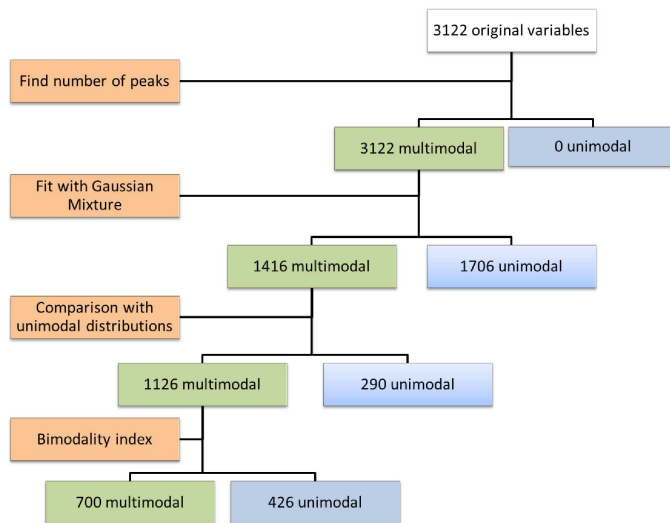 3122 original variables
Find number of peaks
3122 multimodal
0 unimodal
Fit with Gaussian
Mixture
1416 multimodal
1706 unimodal
Comparison with
unimodal distributions
1126 multimodal
290 unimodal
Bimodality index
700 multimodal
426 unimodal